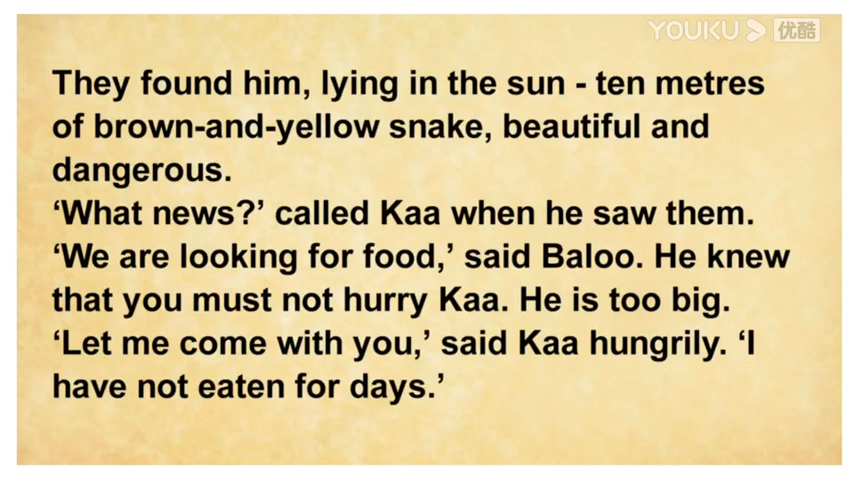 YOUKU 优酷
They found him, lying in the sun - ten metres
of brown-and-yellow snake, beautiful and
dangerous.
‘What news?’ called Kaa when he saw them.
‘We are looking for food,’ said Baloo. He knew
that you must not hurry Kaa. He is too big.
‘Let me come with you,’ said Kaa hungrily. ‘I
have not eaten for days.’